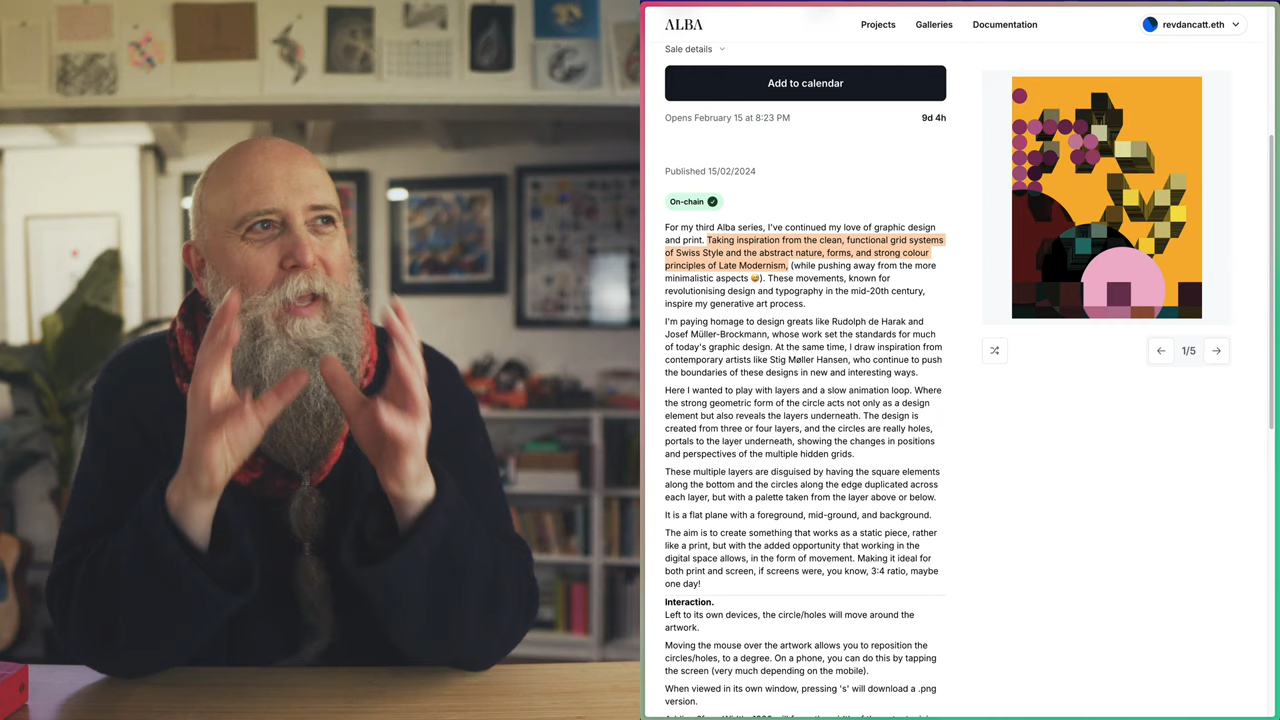 ALBA
Projects
Galleries
Documentation
revdancatt.eth
Sale details
Add to calendar
Opens February 15 at 8:23 PM
9d 4h
Published 15/02/2024
On-chain
For my third Alba series, I've continued my love of graphic design
and print. Taking inspiration from the clean, functional grid systems
of Swiss Style and the abstract nature, forms, and strong colour
principles of Late Modernism, (while pushing away from the more
minimalistic aspects 😅). These movements, known for
revolutionising design and typography in the mid-20th century,
inspire my generative art process.
I'm paying homage to design greats like Rudolph de Harak and
Josef Müller-Brockmann, whose work set the standards for much
of today's graphic design. At the same time, I draw inspiration from
contemporary artists like Stig Møller Hansen, who continue to push
the boundaries of these designs in new and interesting ways.
Here I wanted to play with layers and a slow animation loop. Where
the strong geometric form of the circle acts not only as a design
element but also reveals the layers underneath. The design is
created from three or four layers, and the circles are really holes,
portals to the layer underneath, showing the changes in positions
and perspectives of the multiple hidden grids.
These multiple layers are disguised by having the square elements
along the bottom and the circles along the edge duplicated across
each layer, but with a palette taken from the layer above or below.
It is a flat plane with a foreground, mid-ground, and background.
The aim is to create something that works as a static piece, rather
like a print, but with the added opportunity that working in the
digital space allows, in the form of movement. Making it ideal for
both print and screen, if screens were, you know, 3:4 ratio, maybe
one day!
Interaction.
Left to its own devices, the circle/holes will move around the
artwork.
Moving the mouse over the artwork allows you to reposition the
circles/holes, to a degree. On a phone, you can do this by tapping
the screen (very much depending on the mobile).
When viewed in its own window, pressing 's' will download a .png
version.
1/5